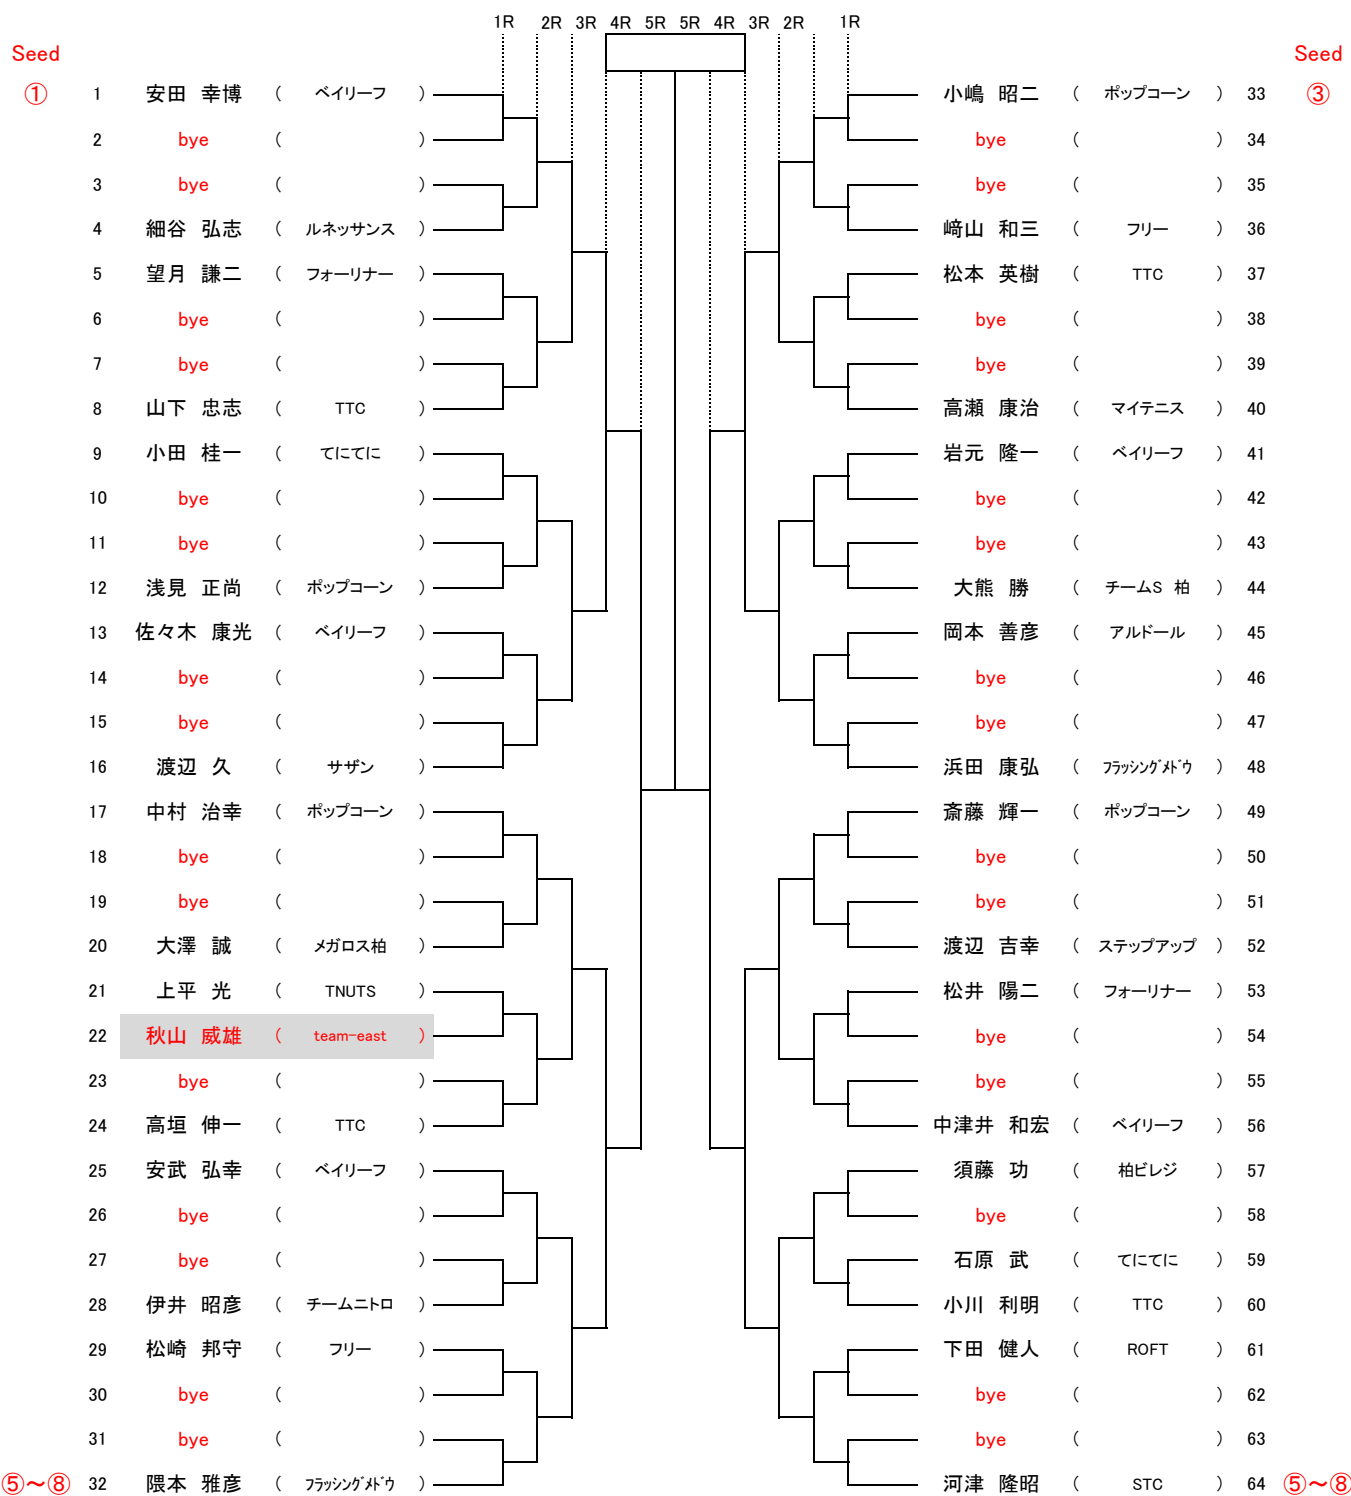 1R 2R 3R 4R 5R 5R 4R 3R 2R 1R
Seed Seed
① 1 安田 幸博 ( ベイリーフ ) 小嶋 昭二 ( ポップコーン ) 33 ③
2 bye ( ) bye ( ) 34
3 bye ( ) bye ( ) 35
4 細谷 弘志 ( ルネッサンス ) 﨑山 和三 ( フリー ) 36
5 望月 謙二 ( フォーリナー ) 松本 英樹 ( TTC ) 37
6 bye ( ) bye ( ) 38
7 bye ( ) bye ( ) 39
8 山下 忠志 ( TTC ) 高瀬 康治 ( マイテニス ) 40
9 小田 桂一 ( てにてに ) 岩元 隆一 ( ベイリーフ ) 41
10 bye ( ) bye ( ) 42
11 bye ( ) bye ( ) 43
12 浅見 正尚 ( ポップコーン ) 大熊 勝 ( チームS 柏 ) 44
13 佐々木 康光 ( ベイリーフ ) 岡本 善彦 ( アルドール ) 45
14 bye ( ) bye ( ) 46
15 bye ( ) bye ( ) 47
16 渡辺 久 ( サザン ) 浜田 康弘 ( フラッシングメドウ ) 48
17 中村 治幸 ( ポップコーン ) 斎藤 輝一 ( ポップコーン ) 49
18 bye ( ) bye ( ) 50
19 bye ( ) bye ( ) 51
20 大澤 誠 ( メガロス柏 ) 渡辺 吉幸 ( ステップアップ ) 52
21 上平 光 ( TNUTS ) 松井 陽二 ( フォーリナー ) 53
22 秋山 威雄 ( team-east ) bye ( ) 54
23 bye ( ) bye ( ) 55
24 高垣 伸一 ( TTC ) 中津井 和宏 ( ベイリーフ ) 56
25 安武 弘幸 ( ベイリーフ ) 須藤 功 ( 柏ビレジ ) 57
26 bye ( ) bye ( ) 58
27 bye ( ) 石原 武 ( てにてに ) 59
28 伊井 昭彦 ( チームニトロ ) 小川 利明 ( TTC ) 60
29 松崎 邦守 ( フリー ) 下田 健人 ( ROFT ) 61
30 bye ( ) bye ( ) 62
31 bye ( ) bye ( ) 63
⑤～⑧ 32 隈本 雅彦 ( フラッシングメドウ ) 河津 隆昭 ( STC ) 64 ⑤～⑧